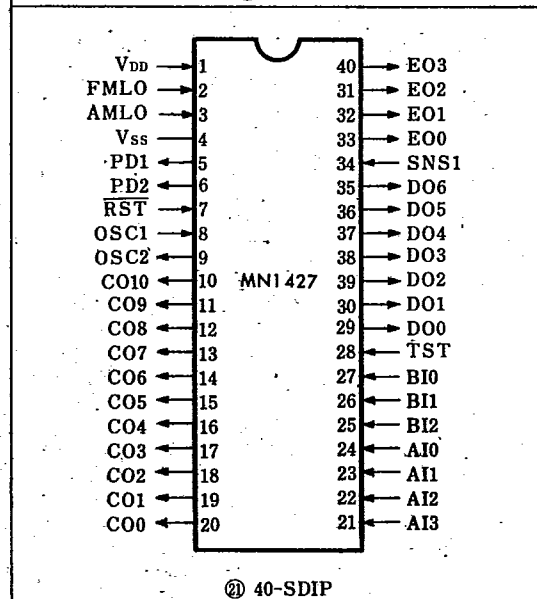 VDD 1 40 EO3
FMLO 2 31 EO2
AMLO 3 32 EO1
Vss 4 33 EO0
PD1 5 34 SNS1
PD2 6 35 DO6
RST 7 36 DO5
OSC1 8 37 DO4
OSC2 9 38 DO3
CO10 10 MN1427 39 DO2
CO9 11 30 DO1
CO8 12 29 DO0
CO7 13 28 TST
CO6 14 27 BI0
CO5 15 26 BI1
CO4 16 25 BI2
CO3 17 24 AI0
CO2 18 23 AI1
CO1 19 22 AI2
CO0 20 21 AI3
㉑ 40-SDIP